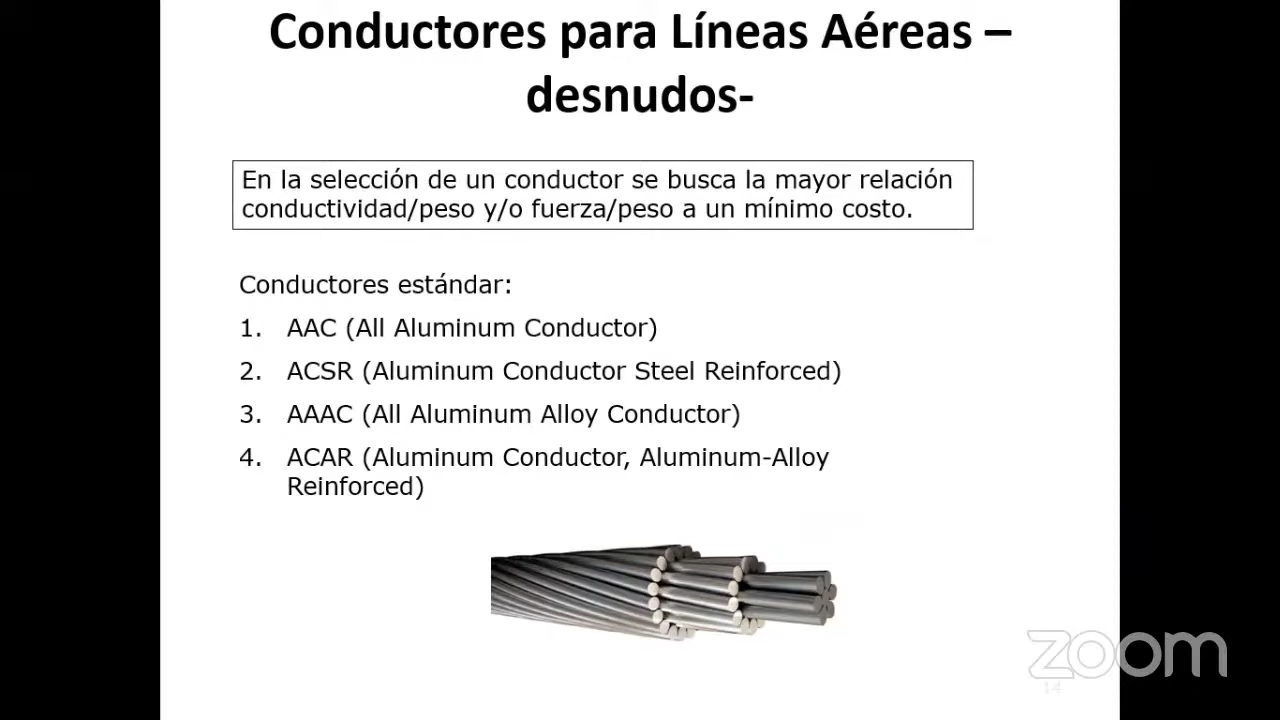 Conductores para Líneas Aéreas –
desnudos-
En la selección de un conductor se busca la mayor relación
conductividad/peso y/o fuerza/peso a un mínimo costo.
Conductores estándar:
1. AAC (All Aluminum Conductor)
2. ACSR (Aluminum Conductor Steel Reinforced)
3. AAAC (All Aluminum Alloy Conductor)
4. ACAR (Aluminum Conductor, Aluminum-Alloy
Reinforced)
zoom
14